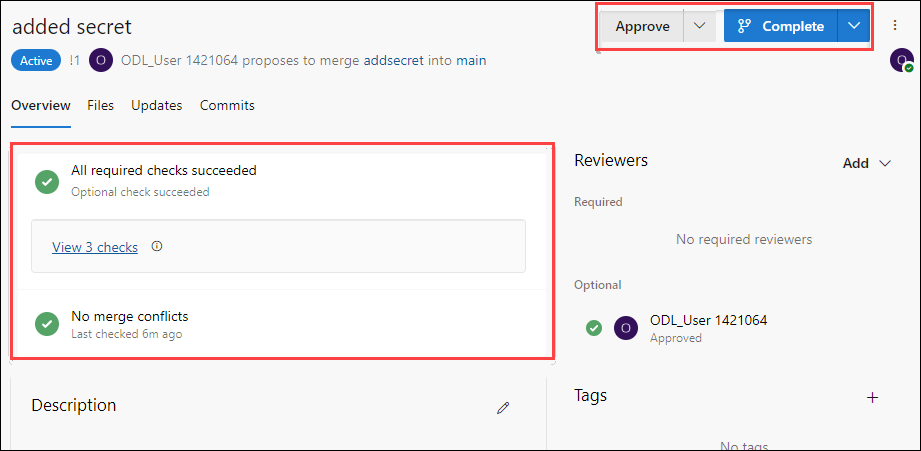 added secret
Approve
Complete
Active !1 O ODL_User 1421064 proposes to merge addsecret into main
O
Overview Files Updates Commits
All required checks succeeded
Optional check succeeded
View 3 checks
No merge conflicts
Last checked 6m ago
Description
Reviewers
Add
Required
No required reviewers
Optional
O ODL_User 1421064
Approved
Tags
No tags